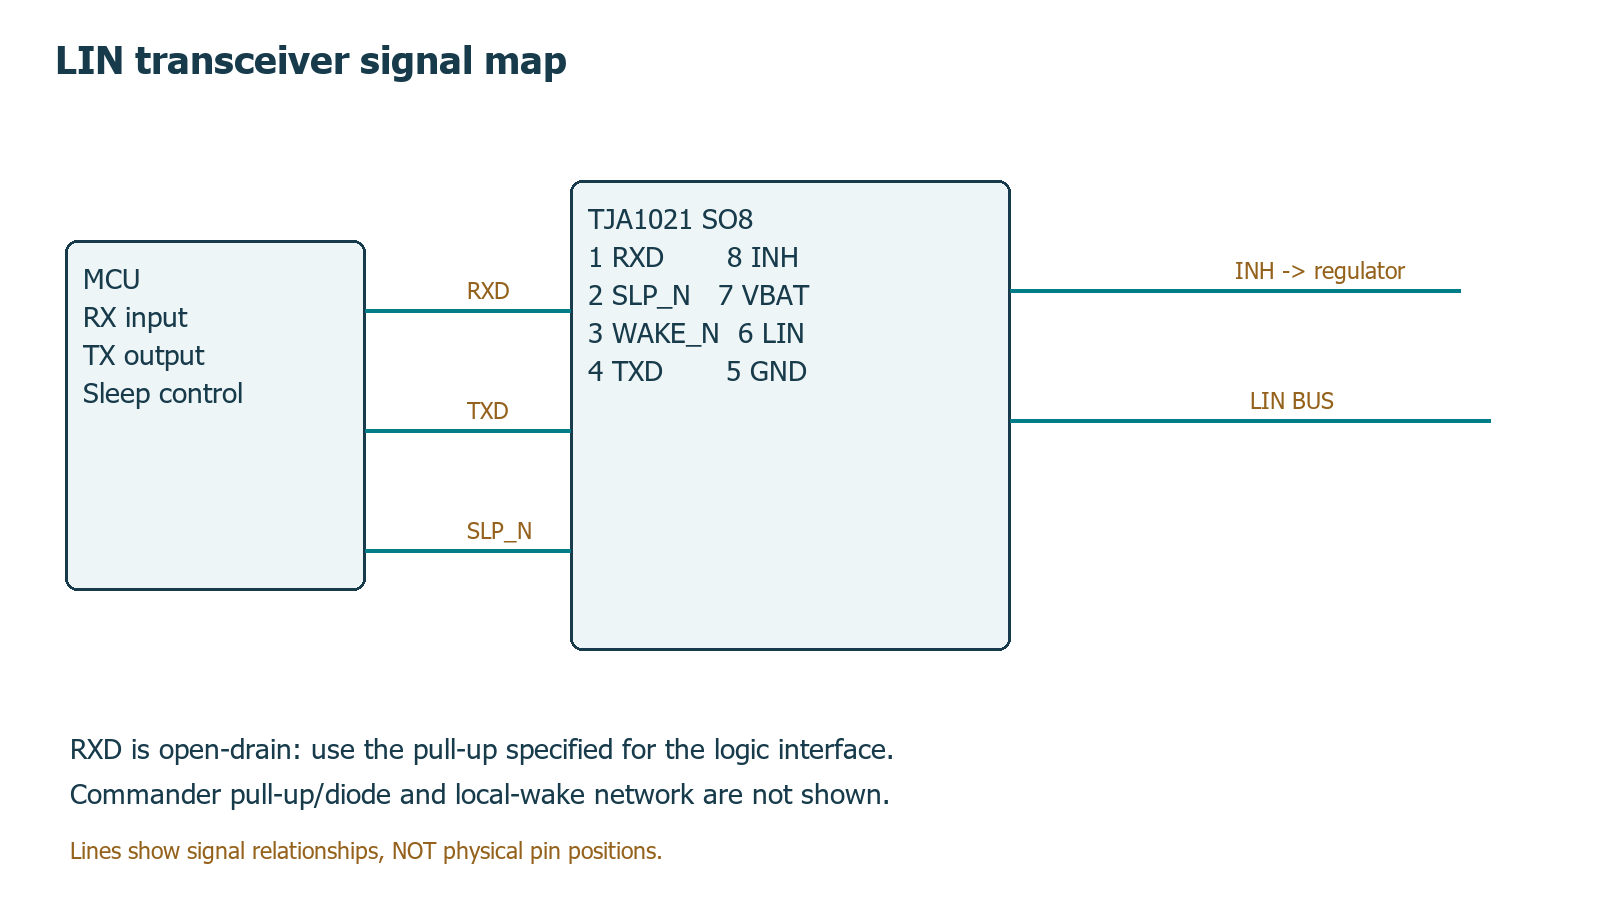 LIN transceiver signal map
MCU
RX input
TX output
Sleep control
RXD
TXD
SLP_N
TJA1021 SO8
1 RXD 8 INH
2 SLP_N 7 VBAT
3 WAKE_N 6 LIN
4 TXD 5 GND
INH -> regulator
LIN BUS
RXD is open-drain: use the pull-up specified for the logic interface.
Commander pull-up/diode and local-wake network are not shown.
Lines show signal relationships, NOT physical pin positions.